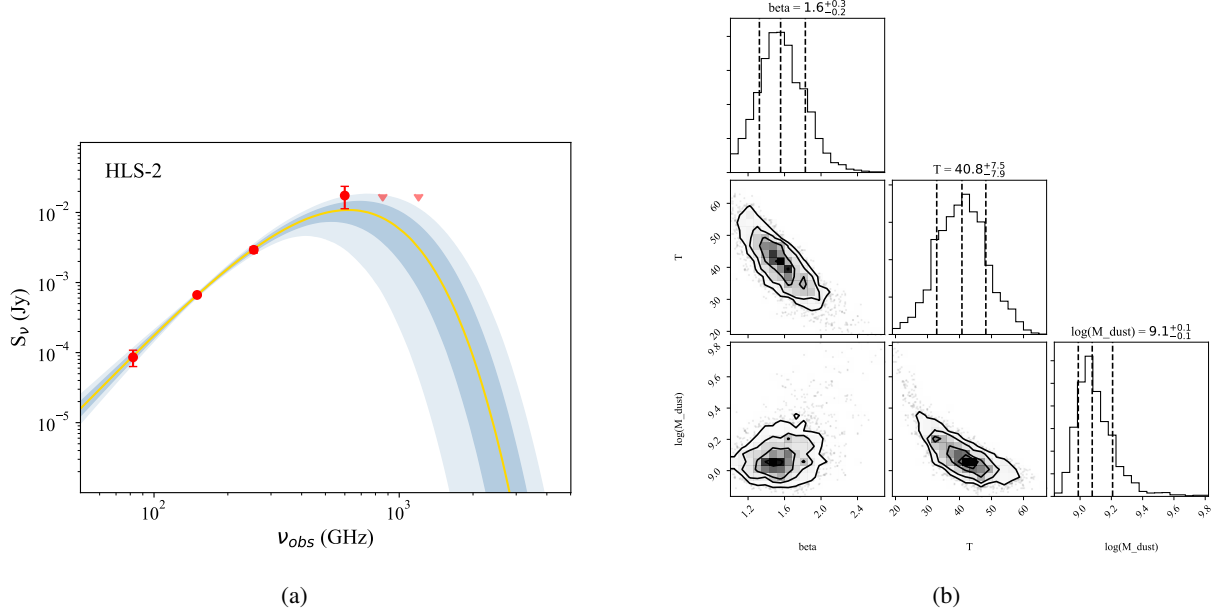 HLS-2
S_ν (Jy)
10^{-2}
10^{-3}
10^{-4}
10^{-5}
10^2
10^3
ν_{obs} (GHz)
(a)
beta = 1.6^{+0.3}_{-0.2}
T = 40.8^{+7.5}_{-7.9}
T
60
50
40
30
20
log(M_dust) = 9.1^{+0.1}_{-0.1}
log(M_dust)
9.8
9.6
9.4
9.2
9.0
1.2
1.6
2.0
2.4
beta
20
30
40
50
60
T
9.0
9.2
9.4
9.6
9.8
log(M_dust)
(b)